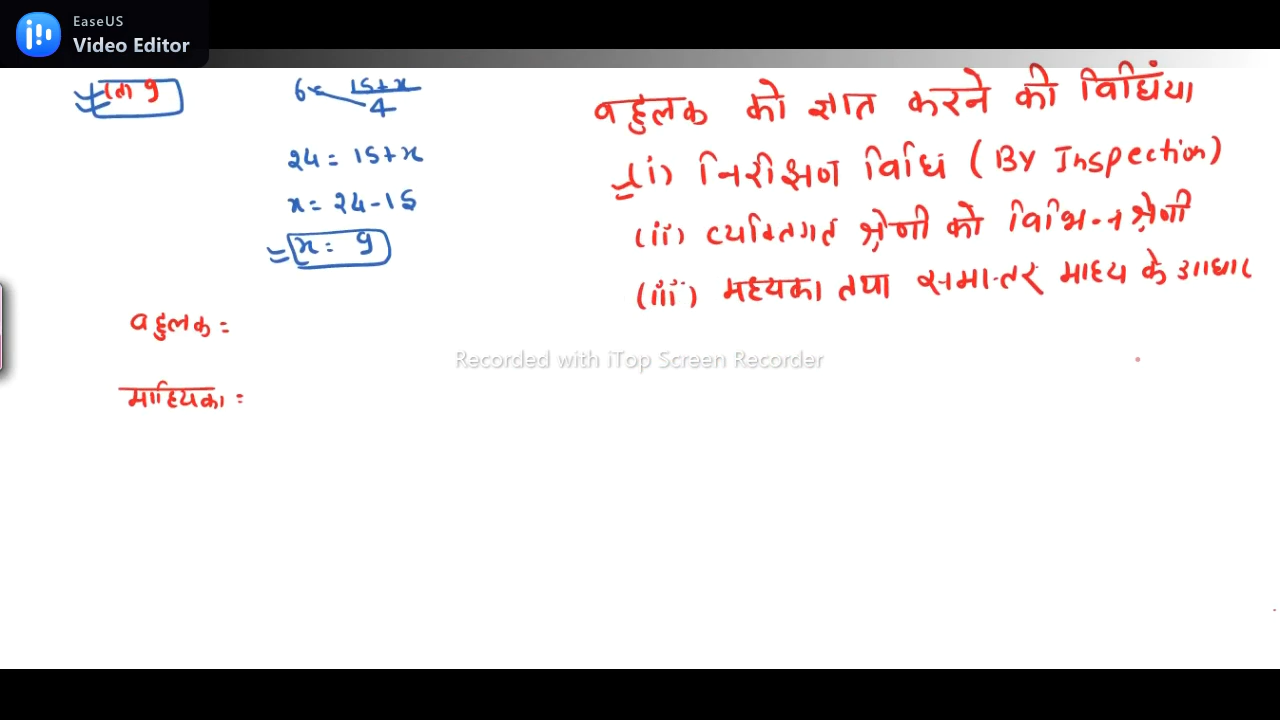 EaseUS
Video Editor
(स) 9
6 = 15+x
4
24 = 15+x
x = 24-15
x = 9
बहुलक =
माध्यिका =
बहुलक को ज्ञात करने की विधियां
(i) निरीक्षण विधि (By Inspection)
(ii) व्यक्तिगत श्रेणी को विभिन्न श्रेणी
(iii) मध्यका तथा समान्तर माध्य के आधार
Recorded with iTop Screen Recorder